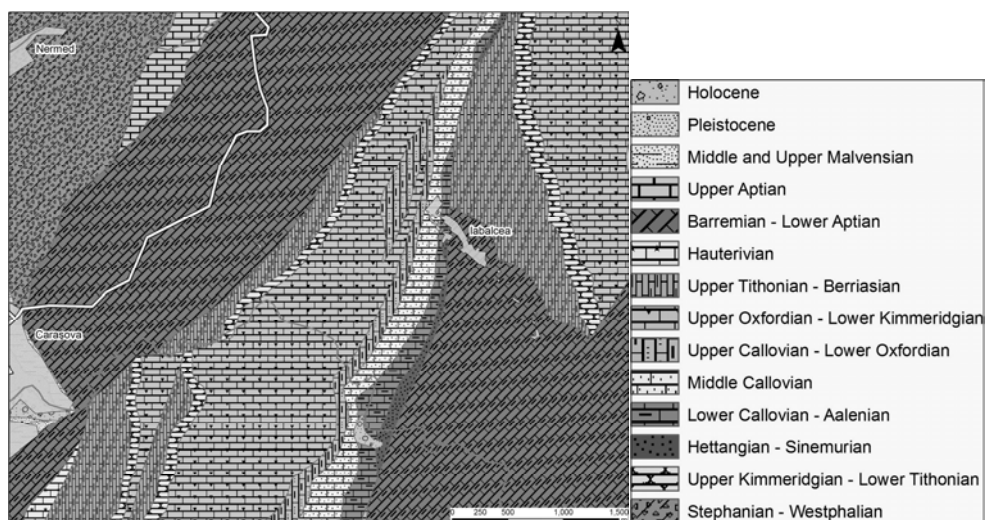 Nermed
Iabalcea
Caraşova
0 250 500 1.000 1.500
Holocene
Pleistocene
Middle and Upper Malvensian
Upper Aptian
Barremian - Lower Aptian
Hauterivian
Upper Tithonian - Berriasian
Upper Oxfordian - Lower Kimmeridgian
Upper Callovian - Lower Oxfordian
Middle Callovian
Lower Callovian - Aalenian
Hettangian - Sinemurian
Upper Kimmeridgian - Lower Tithonian
Stephanian - Westphalian